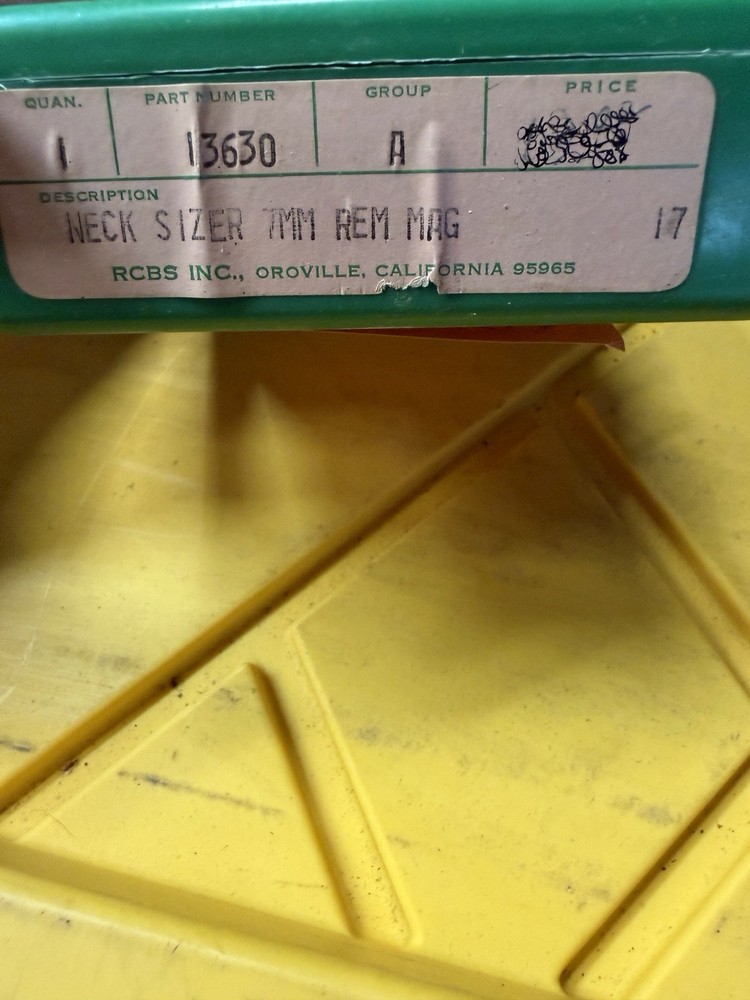 QUAN. PART NUMBER GROUP PRICE
1 13630 A
DESCRIPTION
NECK SIZER 7MM REM MAG 17
RCBS INC., OROVILLE, CALIFORNIA 95965